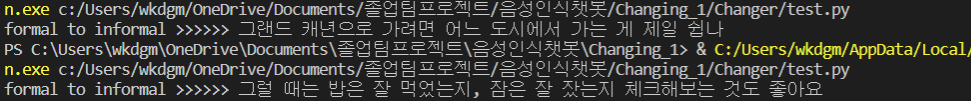 n.exe c:/Users/wkdgm/OneDrive/Documents/졸업팀프로젝트/음성인식챗봇/Changing_1/Changer/test.py
formal to informal >>>>>> 그랜드 캐년으로 가려면 어느 도시에서 가는 게 제일 쉽나
PS C:\Users\wkdgm\OneDrive\Documents\졸업팀프로젝트\음성인식챗봇\Changing_1> & C:/Users/wkdgm/AppData/Local/
n.exe c:/Users/wkdgm/OneDrive/Documents/졸업팀프로젝트/음성인식챗봇/Changing_1/Changer/test.py
formal to informal >>>>>> 그럴 때는 밥은 잘 먹었는지, 잠은 잘 잤는지 체크해보는 것도 좋아요